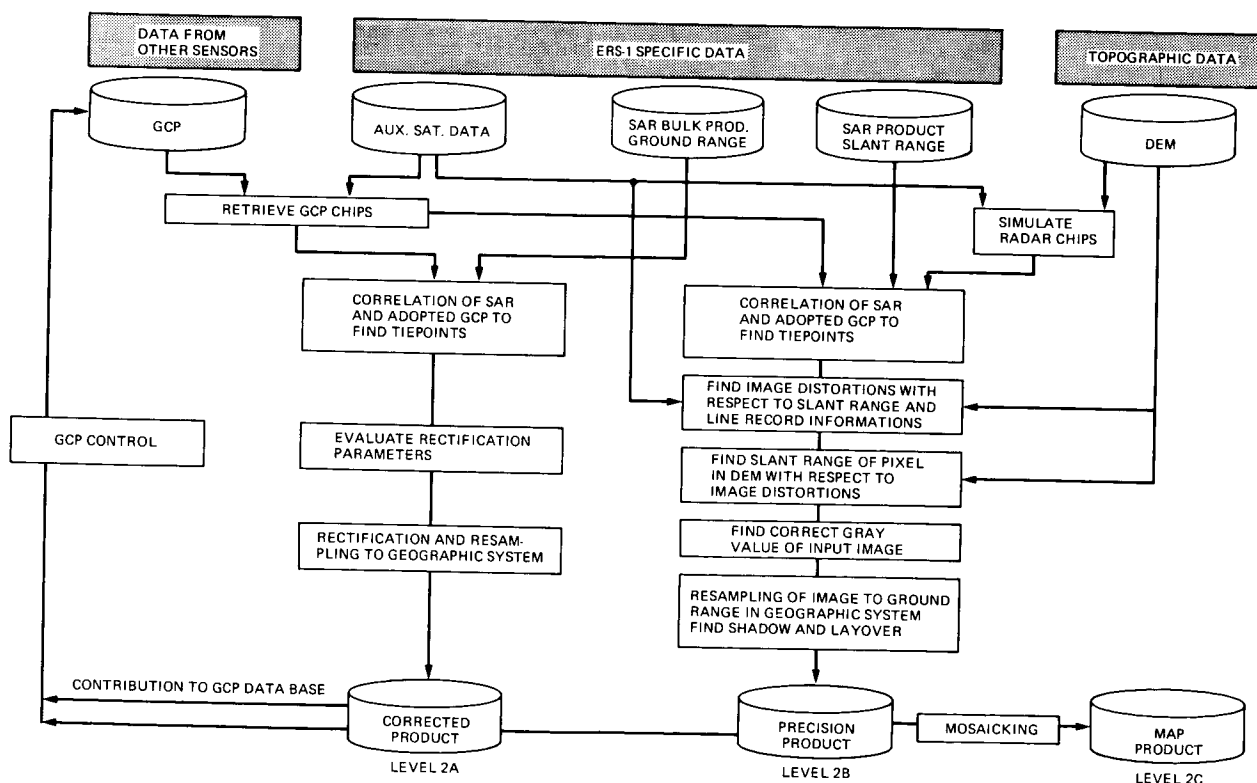 DATA FROM
OTHER SENSORS
ERS-1 SPECIFIC DATA
TOPOGRAPHIC DATA
GCP
AUX. SAT. DATA
SAR BULK PROD.
GROUND RANGE
SAR PRODUCT
SLANT RANGE
DEM
RETRIEVE GCP CHIPS
SIMULATE
RADAR CHIPS
CORRELATION OF SAR
AND ADOPTED GCP TO
FIND TIEPOINTS
CORRELATION OF SAR
AND ADOPTED GCP TO
FIND TIEPOINTS
FIND IMAGE DISTORTIONS WITH
RESPECT TO SLANT RANGE AND
LINE RECORD INFORMATIONS
GCP CONTROL
EVALUATE RECTIFICATION
PARAMETERS
FIND SLANT RANGE OF PIXEL
IN DEM WITH RESPECT TO
IMAGE DISTORTIONS
RECTIFICATION AND RESAM-
PLING TO GEOGRAPHIC SYSTEM
FIND CORRECT GRAY
VALUE OF INPUT IMAGE
RESAMPLING OF IMAGE TO GROUND
RANGE IN GEOGRAPHIC SYSTEM
FIND SHADOW AND LAYOVER
CONTRIBUTION TO GCP DATA BASE
CORRECTED
PRODUCT
LEVEL 2A
PRECISION
PRODUCT
LEVEL 2B
MOSAICKING
MAP
PRODUCT
LEVEL 2C